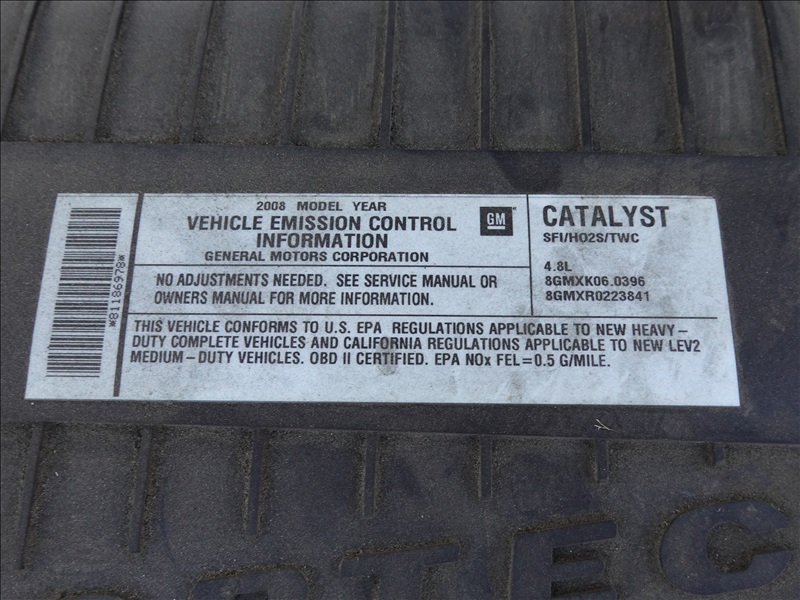 *81186978*
2008 MODEL YEAR
VEHICLE EMISSION CONTROL
INFORMATION
GENERAL MOTORS CORPORATION
GM
NO ADJUSTMENTS NEEDED. SEE SERVICE MANUAL OR
OWNERS MANUAL FOR MORE INFORMATION.
CATALYST
SFI/HO2S/TWC
4.8L
8GMXK06.0396
8GMXR0223841
THIS VEHICLE CONFORMS TO U.S. EPA REGULATIONS APPLICABLE TO NEW HEAVY-
DUTY COMPLETE VEHICLES AND CALIFORNIA REGULATIONS APPLICABLE TO NEW LEV2
MEDIUM-DUTY VEHICLES. OBD II CERTIFIED. EPA NOx FEL=0.5 G/MILE.
ORTEC